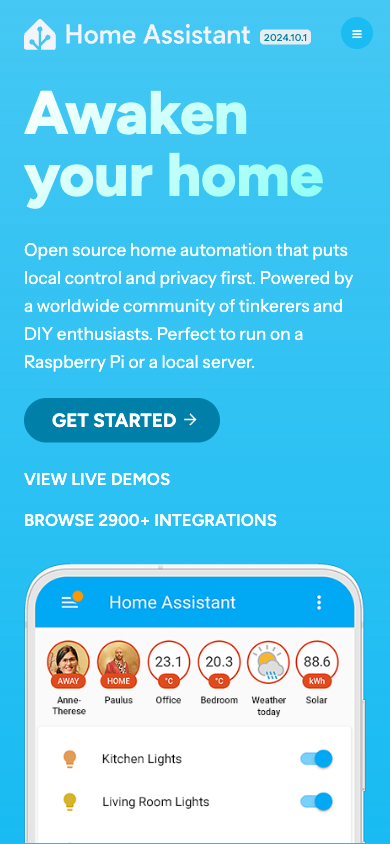 Home Assistant 2024.10.1
Awaken
your home
Open source home automation that puts
local control and privacy first. Powered by
a worldwide community of tinkerers and
DIY enthusiasts. Perfect to run on a
Raspberry Pi or a local server.
GET STARTED →
VIEW LIVE DEMOS
BROWSE 2900+ INTEGRATIONS
Home Assistant
23.1 20.3 88.6
AWAY HOME °C °C kWh
Anne-Therese Paulus Office Bedroom Weather today Solar
Kitchen Lights
Living Room Lights